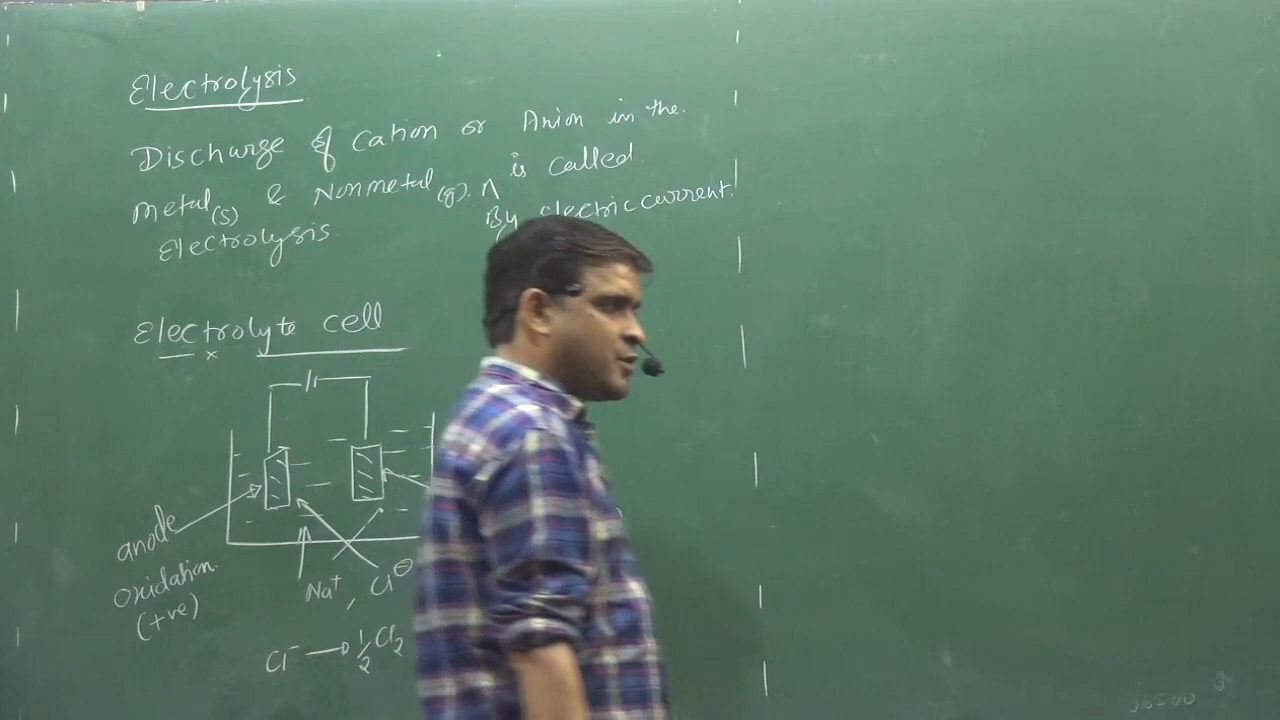 Electrolysis
Discharge of Cation or Anion in the
metal(s) & Nonmetal(g). ∧ is called
By electric current.
Electrolysis
Electrolyte cell
x
anode
oxidation.
(+ve)
Na⁺, Cl⊖
Cl⁻ → 1/2 Cl₂